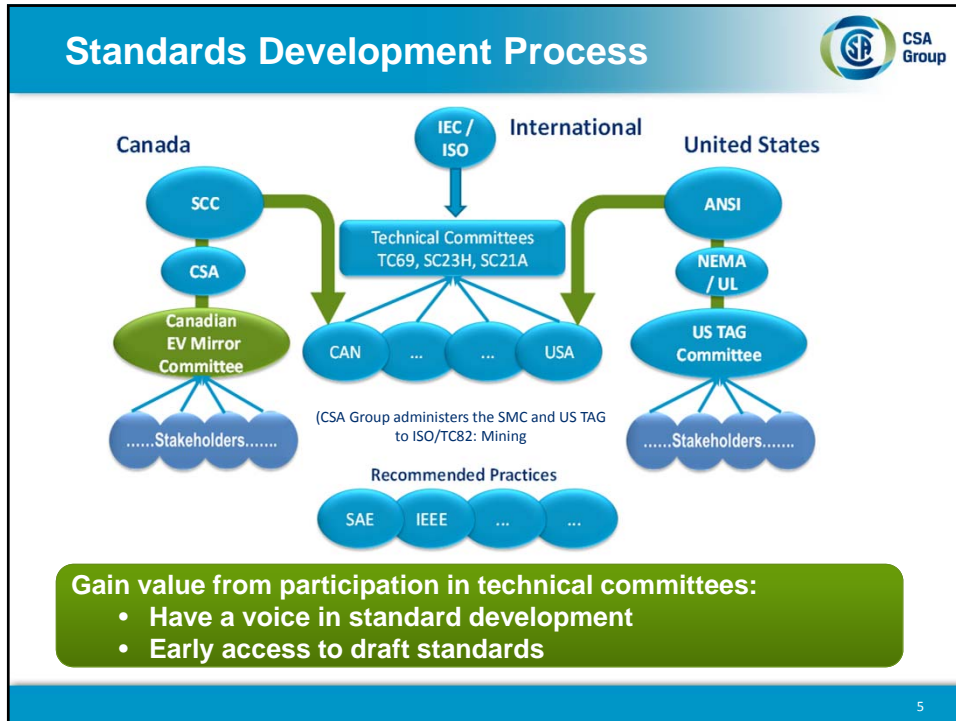 Standards Development Process
CSA
Group
Canada
International
United States
IEC /
ISO
SCC
CSA
Canadian
EV Mirror
Committee
......Stakeholders.......
Technical Committees
TC69, SC23H, SC21A
CAN
...
...
USA
ANSI
NEMA
/ UL
US TAG
Committee
......Stakeholders.......
(CSA Group administers the SMC and US TAG
to ISO/TC82: Mining
Recommended Practices
SAE
IEEE
...
...
Gain value from participation in technical committees:
• Have a voice in standard development
• Early access to draft standards
5